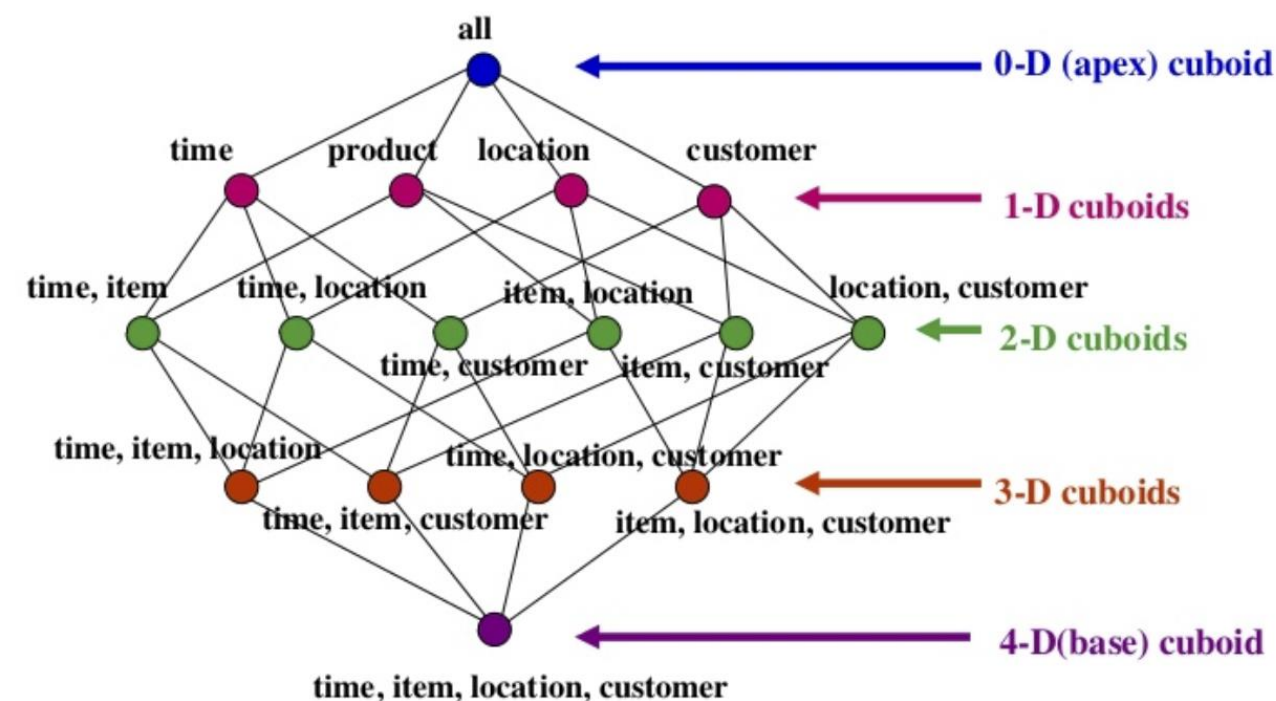 all
0-D (apex) cuboid
time
product
location
customer
1-D cuboids
time, item
time, location
item, location
location, customer
2-D cuboids
time, customer
item, customer
time, item, location
time, location, customer
3-D cuboids
time, item, customer
item, location, customer
4-D(base) cuboid
time, item, location, customer